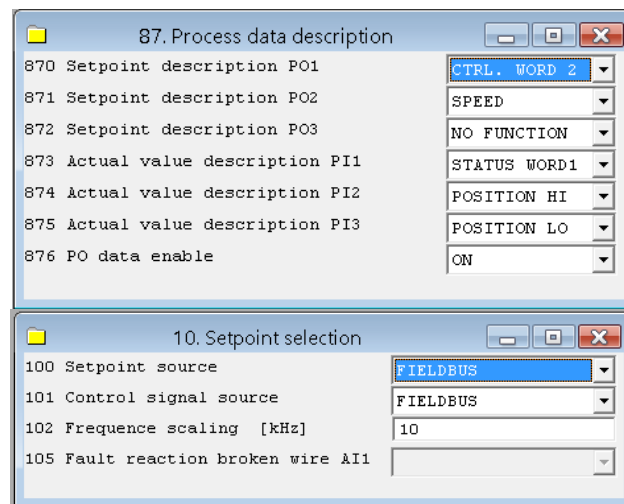 87. Process data description
870 Setpoint description PO1 CTRL. WORD 2
871 Setpoint description PO2 SPEED
872 Setpoint description PO3 NO FUNCTION
873 Actual value description PI1 STATUS WORD1
874 Actual value description PI2 POSITION HI
875 Actual value description PI3 POSITION LO
876 PO data enable ON
10. Setpoint selection
100 Setpoint source FIELDBUS
101 Control signal source FIELDBUS
102 Frequence scaling [kHz] 10
105 Fault reaction broken wire AI1